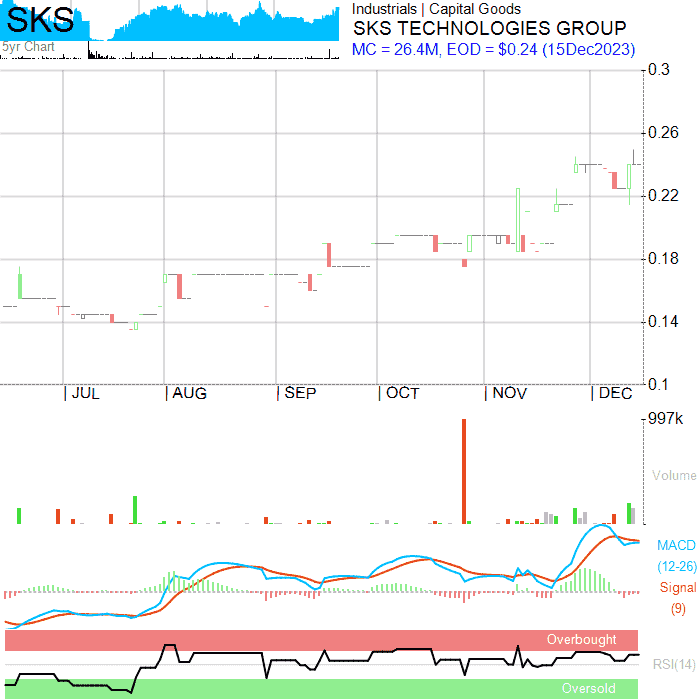 SKS
5yr Chart
Industrials | Capital Goods
SKS TECHNOLOGIES GROUP
MC = 26.4M, EOD = $0.24 (15Dec2023)
0.3
0.26
0.22
0.18
0.14
0.1
| JUL | AUG | SEP | OCT | NOV | DEC
997k
Volume
MACD
(12-26)
Signal
(9)
Overbought
RSI(14)
Oversold